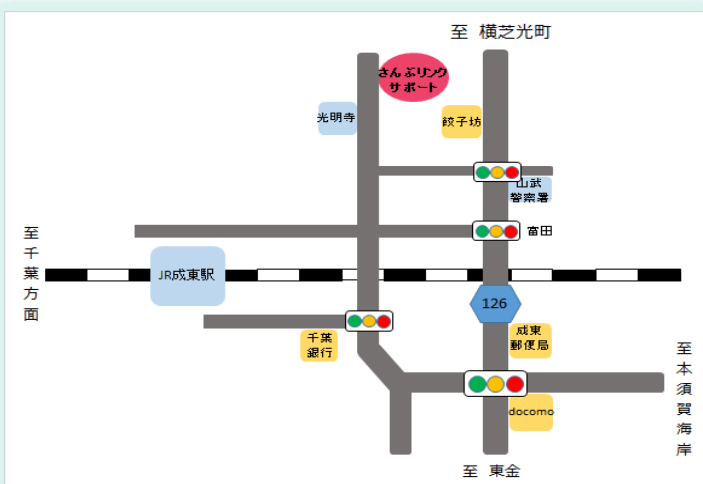 至 横芝光町
さんぶリンク
サポート
光明寺
餃子坊
山武
警察署
富田
至千葉方面
JR成東駅
126
千葉
銀行
成東
郵便局
至本須賀海岸
docomo
至 東金